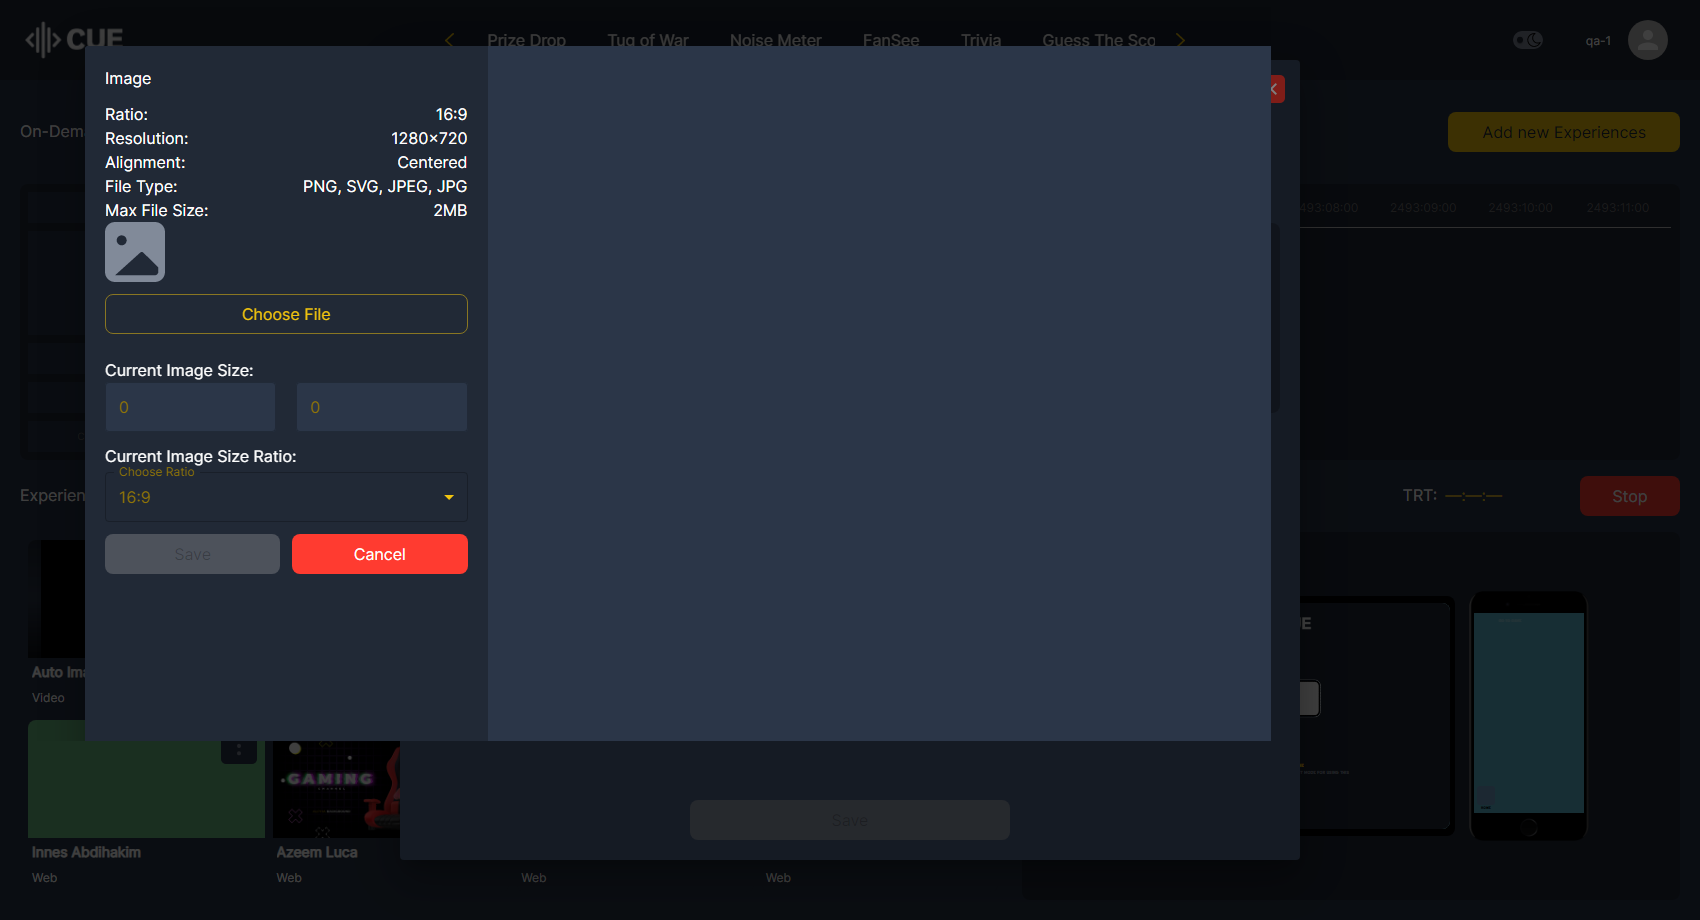 CUE
Prize Drop
Tug of War
Noise Meter
FanSee
Trivia
Guess The Sco
qa-1
On-Dema
Add new Experiences
Image
Ratio: 16:9
Resolution: 1280×720
Alignment: Centered
File Type: PNG, SVG, JPEG, JPG
Max File Size: 2MB
Choose File
Current Image Size:
0 0
Current Image Size Ratio:
Choose Ratio
16:9
Save Cancel
493:08:00 2493:09:00 2493:10:00 2493:11:00
Experien
TRT: —:—:—
Stop
Auto Ima
Video
GAMING
Innes Abdihakim
Web
Azeem Luca
Web
Web
Web
Save
UE